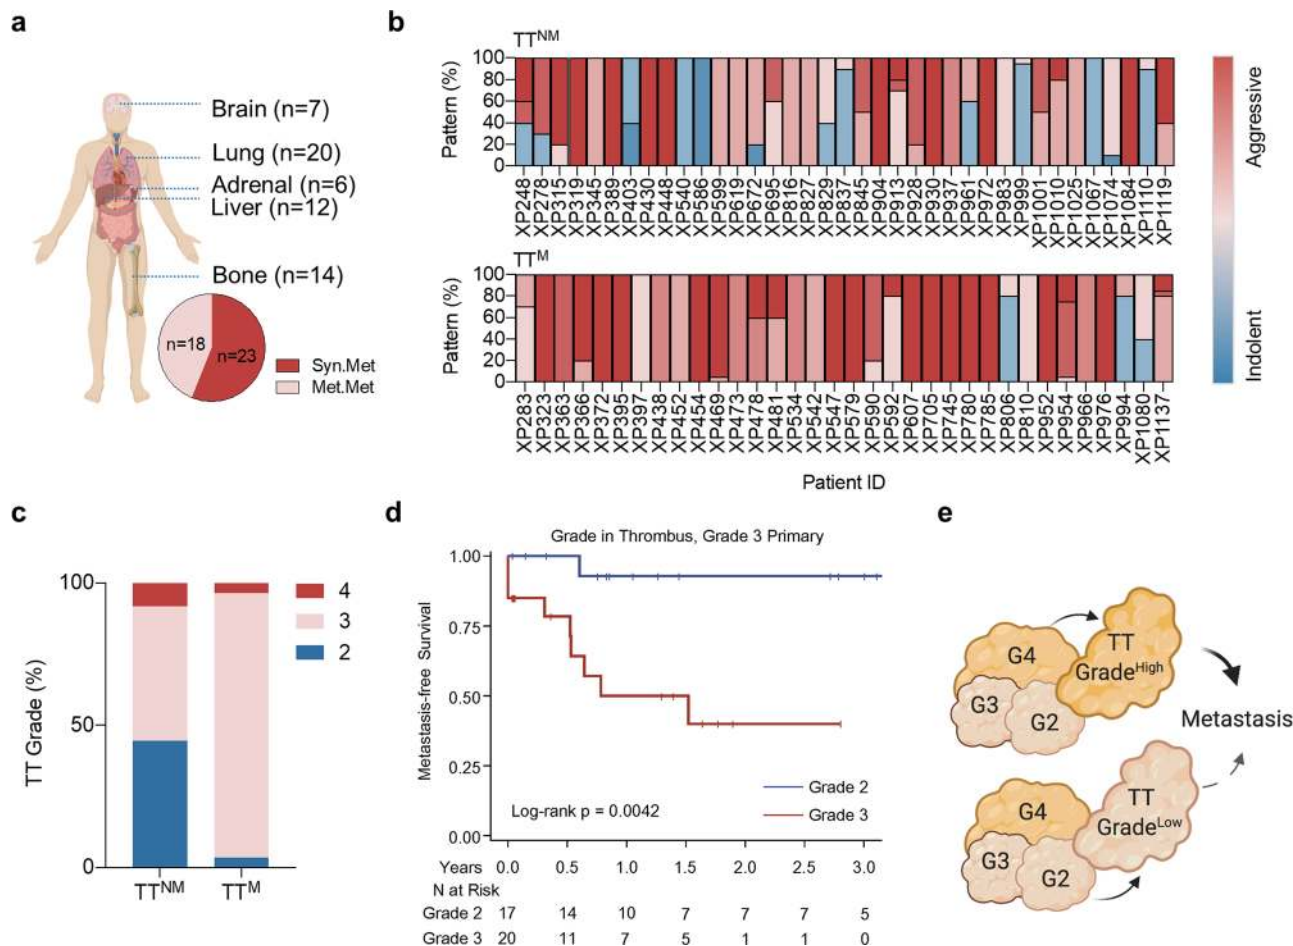 a
Brain (n=7)
Lung (n=20)
Adrenal (n=6)
Liver (n=12)
Bone (n=14)
n=18
n=23
Syn.Met
Met.Met
b
TT^NM
Pattern (%)
100
80
60
40
20
0
XP248 XP278 XP315 XP319 XP345 XP389 XP403 XP430 XP448 XP540 XP586 XP599 XP619 XP672 XP695 XP816 XP827 XP829 XP837 XP845 XP904 XP913 XP928 XP930 XP937 XP961 XP972 XP983 XP999 XP1001 XP1010 XP1025 XP1067 XP1074 XP1084 XP1110 XP1119
TT^M
Pattern (%)
100
80
60
40
20
0
XP283 XP323 XP363 XP366 XP372 XP395 XP397 XP438 XP452 XP454 XP469 XP473 XP478 XP481 XP534 XP542 XP547 XP579 XP590 XP592 XP607 XP705 XP745 XP780 XP785 XP806 XP810 XP952 XP954 XP966 XP976 XP994 XP1080 XP1137
Patient ID
Aggressive
Indolent
c
TT Grade (%)
100
50
0
TT^NM TT^M
4
3
2
d
Grade in Thrombus, Grade 3 Primary
Metastasis-free Survival
1.00
0.75
0.50
0.25
0.00
Grade 2
Grade 3
Log-rank p = 0.0042
Years 0.0 0.5 1.0 1.5 2.0 2.5 3.0
N at Risk
Grade 2 17 14 10 7 7 7 5
Grade 3 20 11 7 5 1 1 0
e
G4
G3
G2
TT
Grade^High
Metastasis
G4
G3
G2
TT
Grade^Low